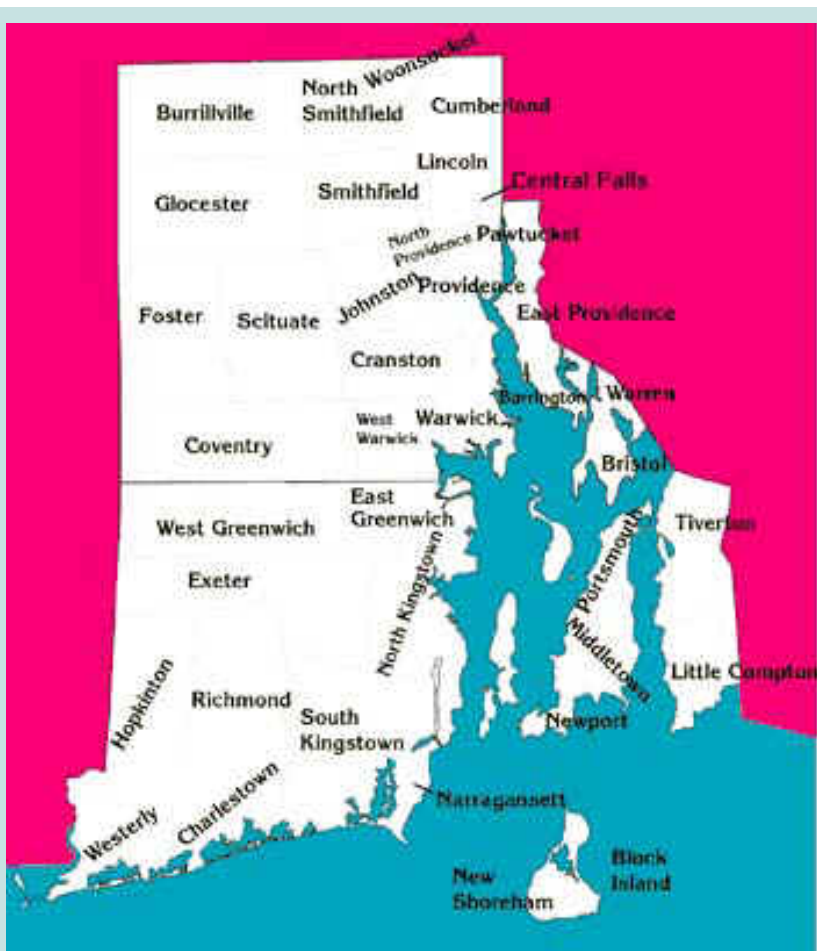 Woonsocket
North
Smithfield
Burrillville
Cumberland
Lincoln
Central Falls
Smithfield
Glocester
North
Providence
Pawtucket
Johnston
Providence
Foster
Scituate
East Providence
Cranston
Barrington
Warren
West
Warwick
Warwick
Coventry
Bristol
East
Greenwich
West Greenwich
Tiverton
Portsmouth
Exeter
North Kingstown
Middletown
Little Compton
Hopkinton
Richmond
South
Kingstown
Newport
Westerly
Charlestown
Narragansett
Block
Island
New
Shoreham